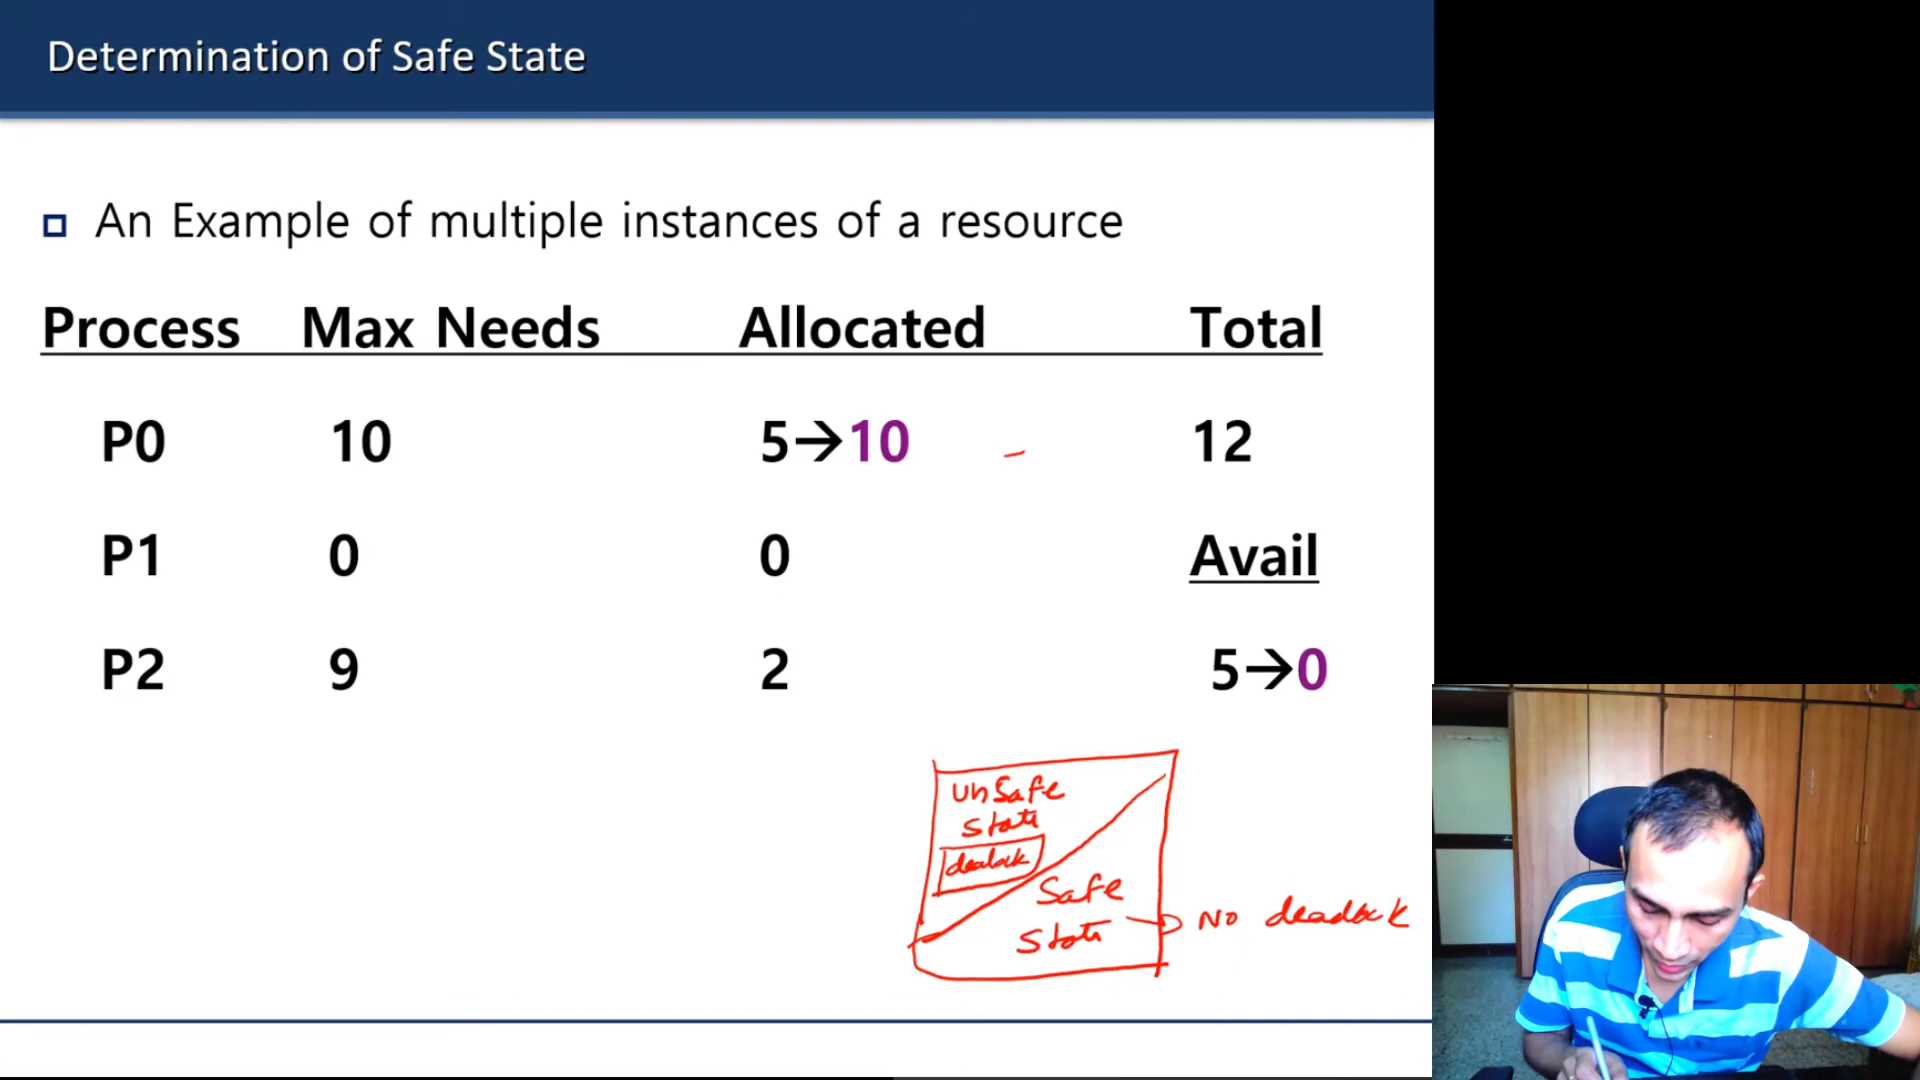 Determination of Safe State
An Example of multiple instances of a resource
Process Max Needs Allocated Total
P0 10 5→10 12
P1 0 0 Avail
P2 9 2 5→0
unsafe
state
dealock
Safe
State → No deadlock